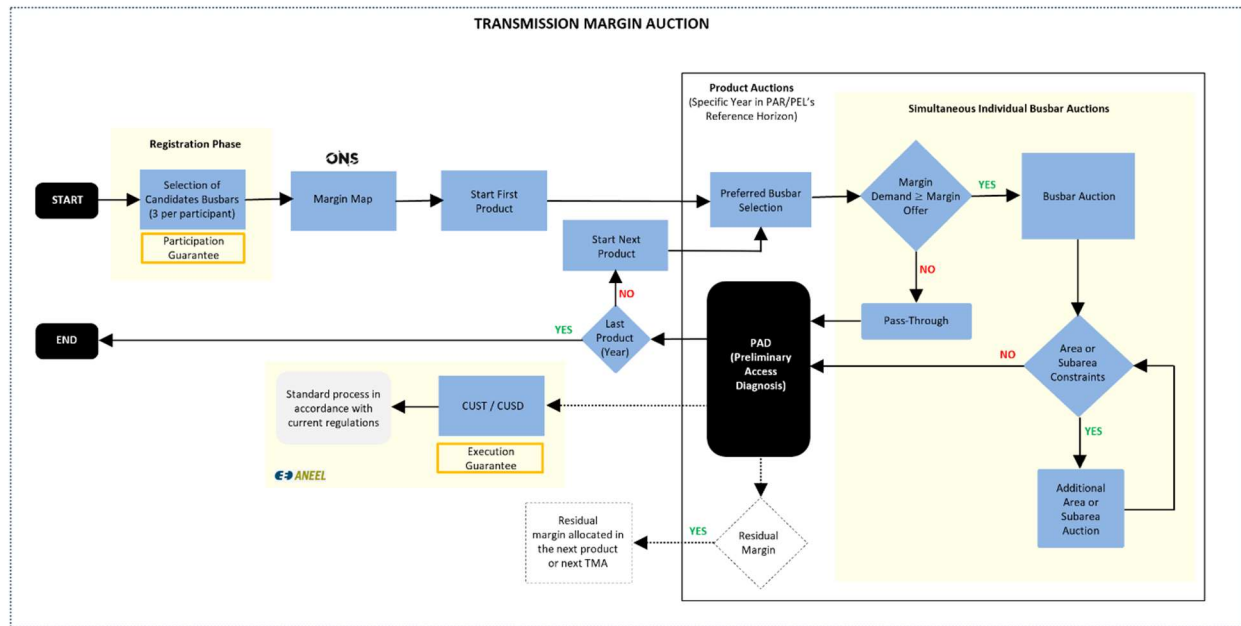 TRANSMISSION MARGIN AUCTION
Product Auctions
(Specific Year in PAR/PEL's
Reference Horizon)
Simultaneous Individual Busbar Auctions
Registration Phase
ONS
START
Selection of
Candidates Busbars
(3 per participant)
Participation
Guarantee
Margin Map
Start First
Product
Preferred Busbar
Selection
Margin
Demand ≥ Margin
Offer
YES
Busbar Auction
Start Next
Product
NO
NO
Pass-Through
END
YES
Last
Product
(Year)
PAD
(Preliminary
Access
Diagnosis)
NO
Area or
Subarea
Constraints
Standard process in
accordance with
current regulations
CUST / CUSD
Execution
Guarantee
ANEEL
YES
Additional
Area or
Subarea
Auction
Residual
margin allocated in
the next product
or next TMA
YES
Residual
Margin